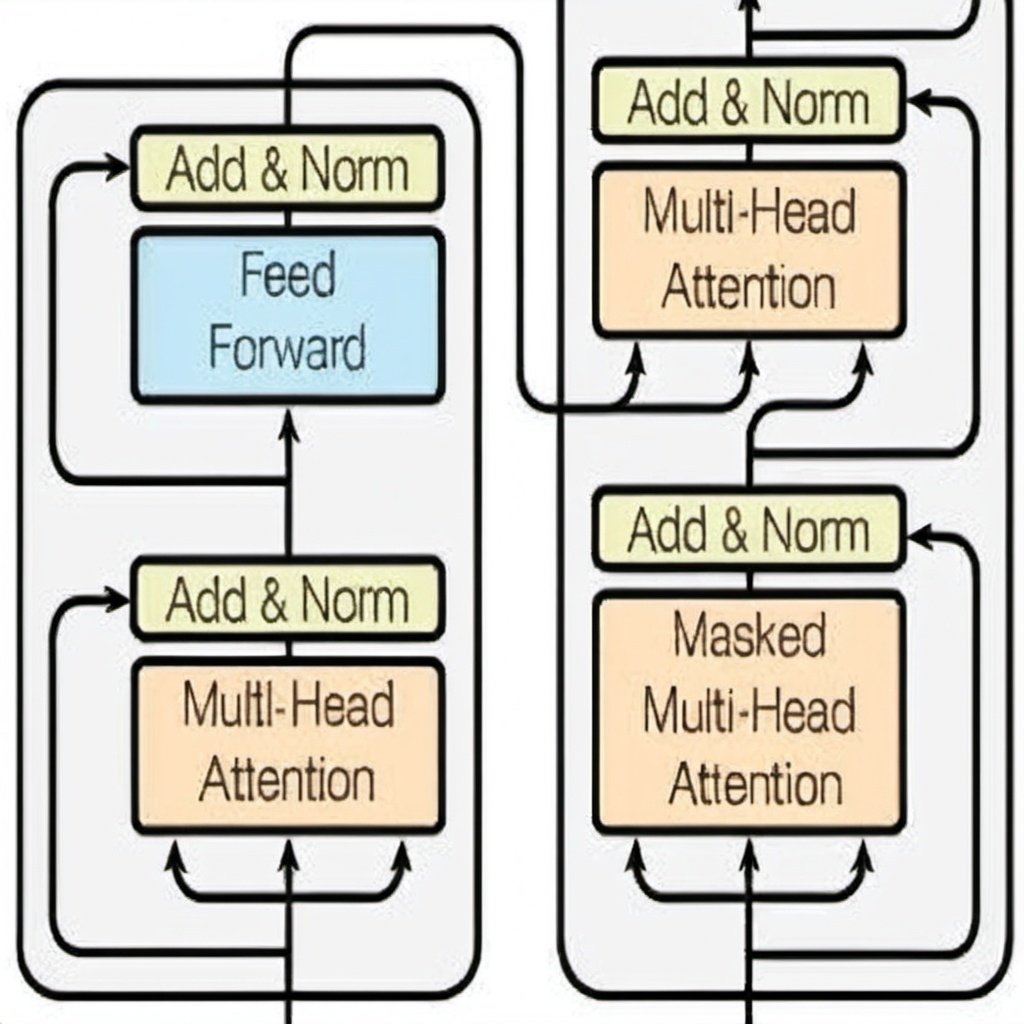 Add & Norm
Feed
Forward
Add & Norm
Multl-Head
Attention
Add & Norm
Multi-Head
Attention
Add & Norm
Masked
Multi-Head
Attention